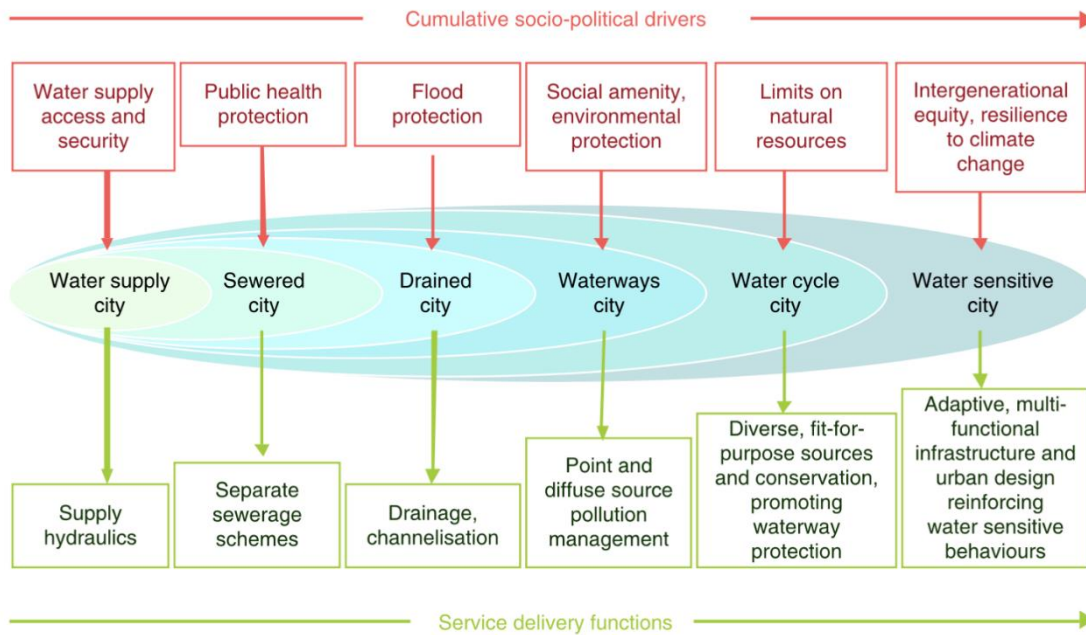 Cumulative socio-political drivers
Water supply
access and
security
Public health
protection
Flood
protection
Social amenity,
environmental
protection
Limits on
natural
resources
Intergenerational
equity, resilience
to climate
change
Water supply
city
Sewered
city
Drained
city
Waterways
city
Water cycle
city
Water sensitive
city
Supply
hydraulics
Separate
sewerage
schemes
Drainage,
channelisation
Point and
diffuse source
pollution
management
Diverse, fit-for-
purpose sources
and conservation,
promoting
waterway
protection
Adaptive, multi-
functional
infrastructure and
urban design
reinforcing
water sensitive
behaviours
Service delivery functions